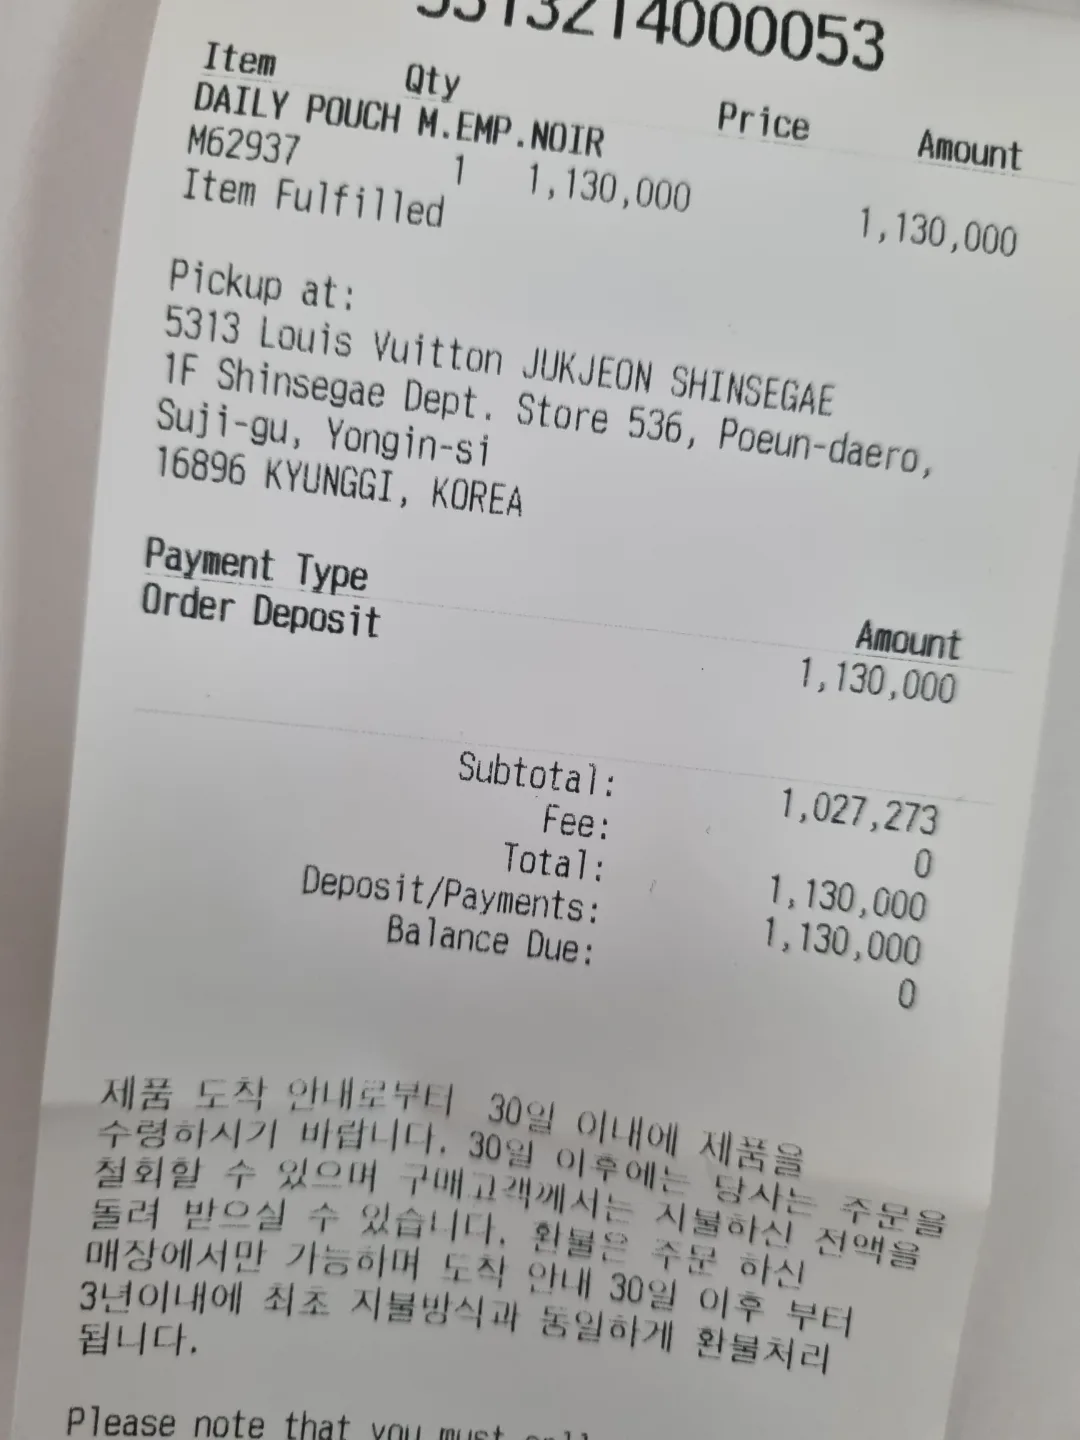 214000053
Item Qty Price Amount
DAILY POUCH M.EMP.NOIR
M62937 1 1,130,000 1,130,000
Item Fulfilled
Pickup at:
5313 Louis Vuitton JUKJEON SHINSEGAE
1F Shinsegae Dept. Store 536, Poeun-daero,
Suji-gu, Yongin-si
16896 KYUNGGI, KOREA
Payment Type Amount
Order Deposit 1,130,000
Subtotal: 1,027,273
Fee: 0
Total: 1,130,000
Deposit/Payments: 1,130,000
Balance Due: 0
제품 도착 안내로부터 30일 이내에 제품을
수령하시기 바랍니다. 30일 이후에는 당사는 주문을
철회할 수 있으며 구매고객께서는 지불하신 전액을
돌려 받으실 수 있습니다. 환불은 주문 하신
매장에서만 가능하며 도착 안내 30일 이후 부터
3년이내에 최초 지불방식과 동일하게 환불처리
됩니다.
Please note that you must